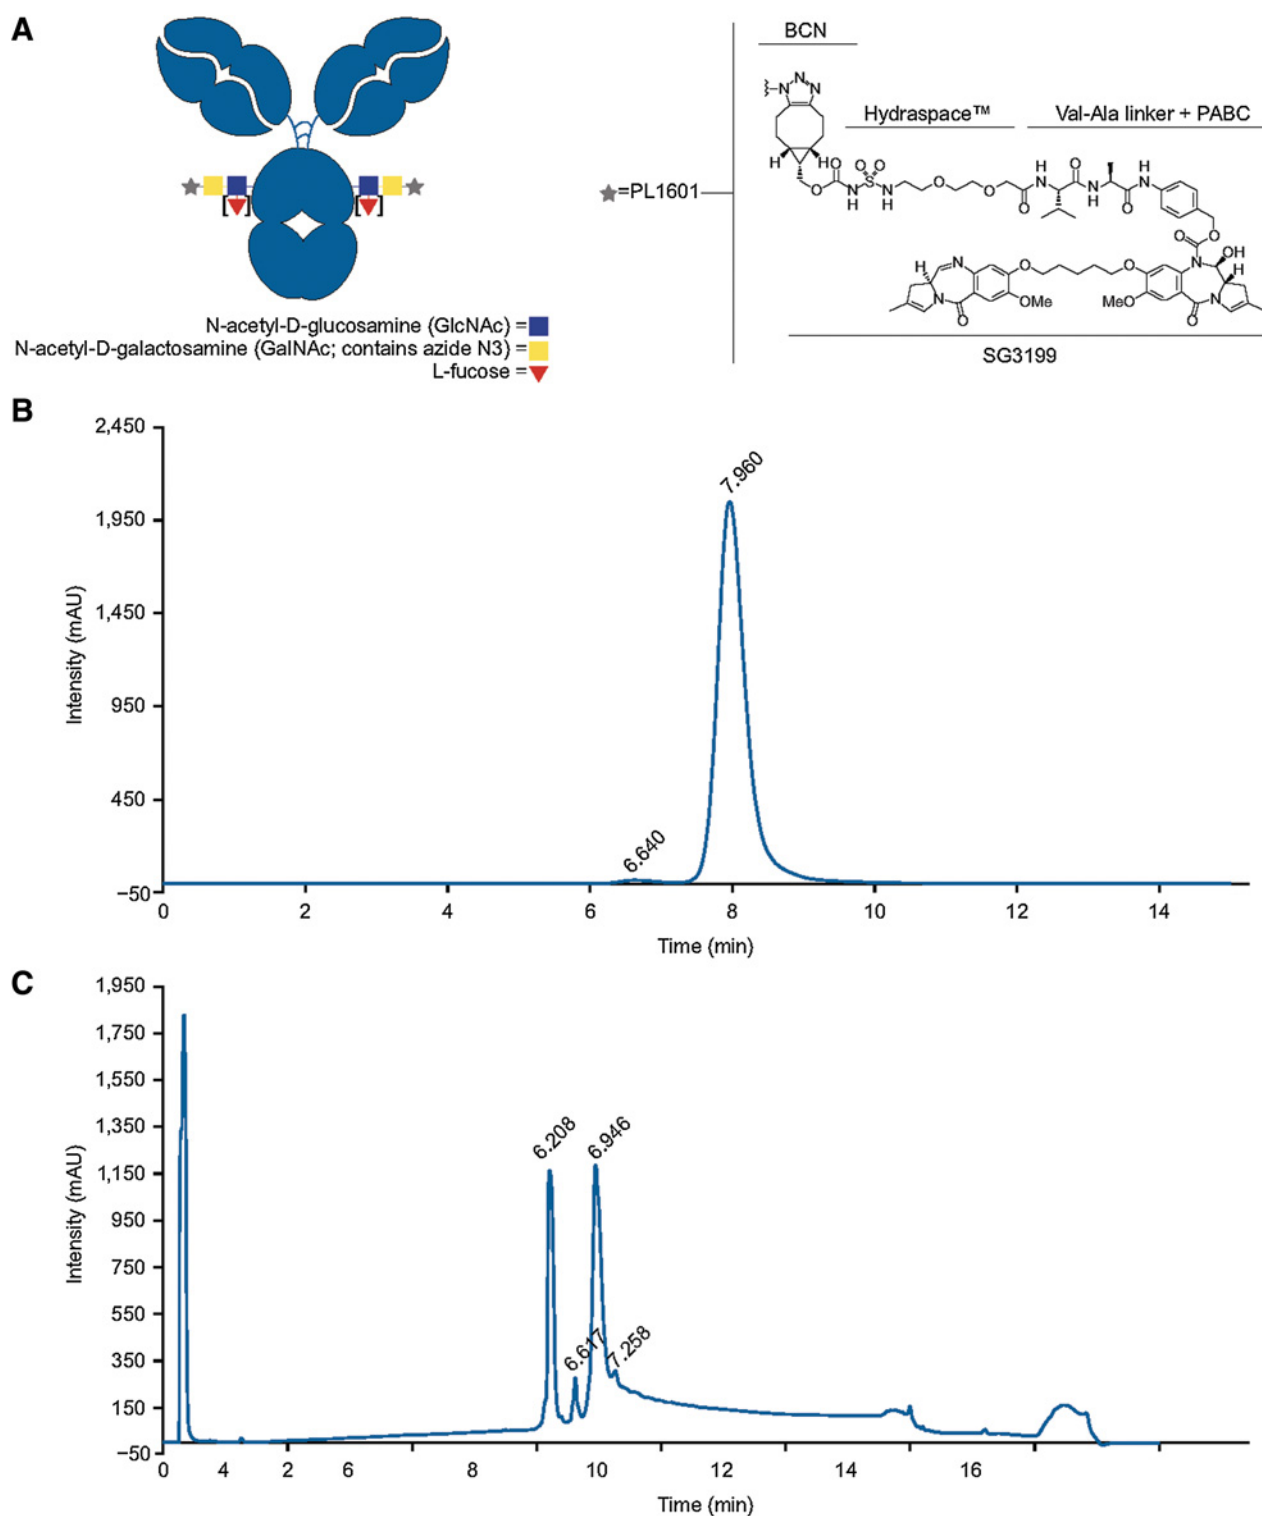 A
BCN
Hydraspace™
Val-Ala linker + PABC
=PL1601
N
N
N
H
H
O
O
N
H
O
O
S
N
H
O
O
O
H
N
O
N
H
O
H
N
O
O
N
OH
H
H
N
N
O
OMe
O
O
MeO
O
N
SG3199
N-acetyl-D-glucosamine (GlcNAc) =
N-acetyl-D-galactosamine (GalNAc; contains azide N3) =
L-fucose =
B
2,450
1,950
1,450
950
450
−50
Intensity (mAU)
7.960
6.640
0 2 4 6 8 10 12 14
Time (min)
C
1,950
1,750
1,550
1,350
1,150
950
750
550
350
150
−50
Intensity (mAU)
6.208
6.946
6.617
7.258
0 4 2 6 8 10 12 14 16
Time (min)